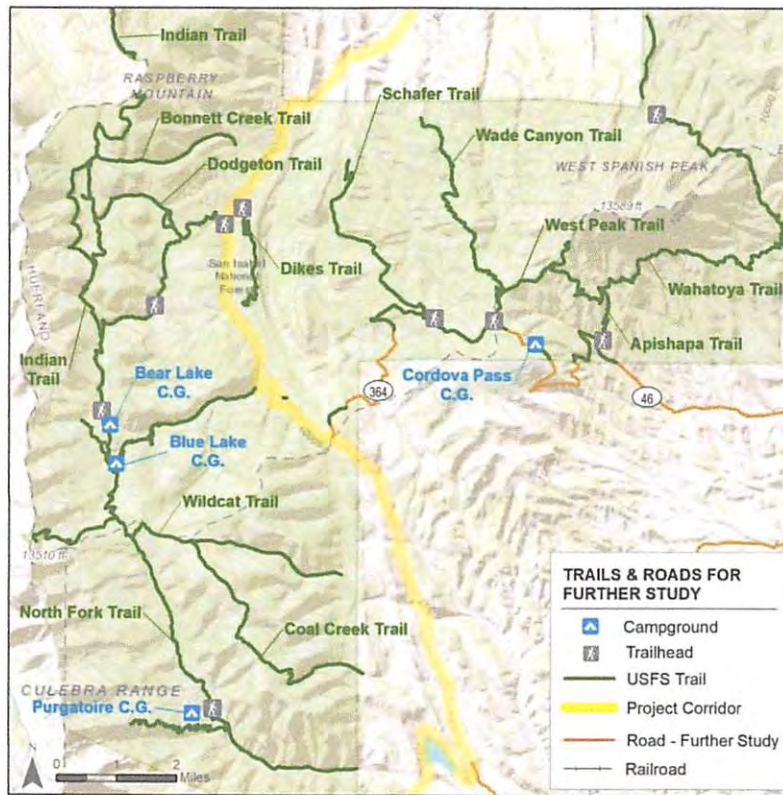 Indian Trail
RASPBERRY
MOUNTAIN
Bonnett Creek Trail
Dodgeton Trail
Schafer Trail
Wade Canyon Trail
WEST SPANISH PEAK
13589 ft
West Peak Trail
San Isabel
National
Forest
Dikes Trail
Wahatoya Trail
HUERFANO
Indian
Trail
Apishapa Trail
Bear Lake
C.G.
Cordova Pass
C.G.
364
46
Blue Lake
C.G.
Wildcat Trail
13510 ft
North Fork Trail
Coal Creek Trail
CULEBRA RANGE
Purgatoire C.G.
N
0 1 2
Miles
TRAILS & ROADS FOR
FURTHER STUDY
Campground
Trailhead
USFS Trail
Project Corridor
Road - Further Study
Railroad